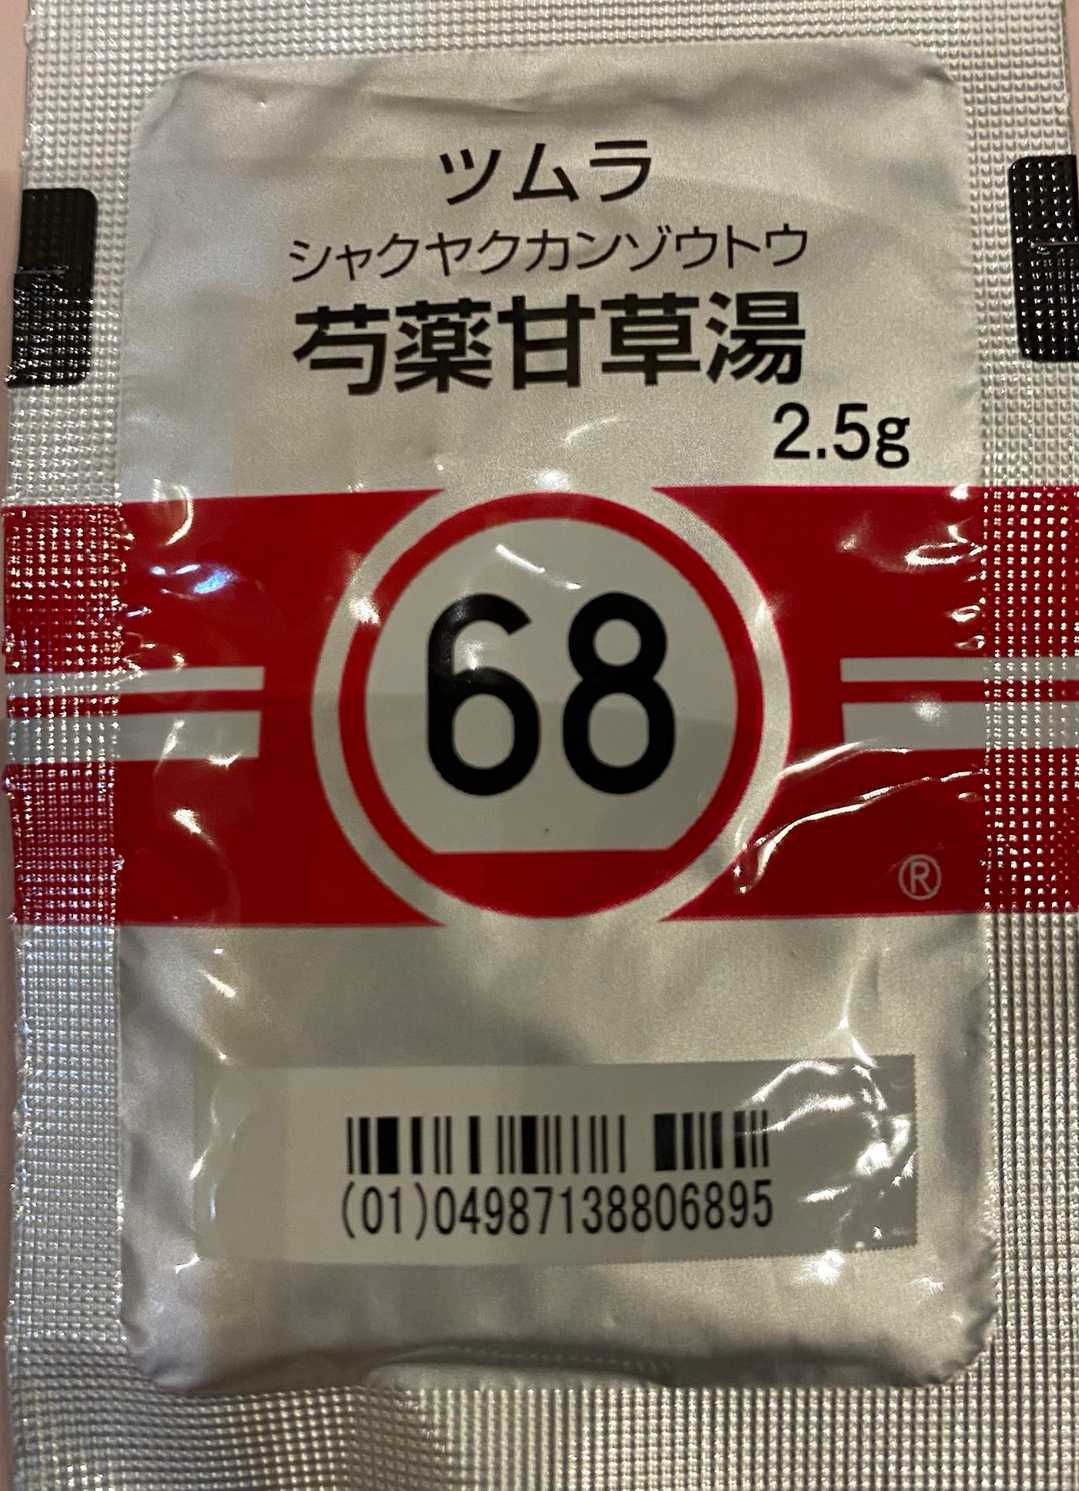 ツムラ
シャクヤクカンゾウトウ
芍薬甘草湯
2.5g
68
®
(01)04987138806895